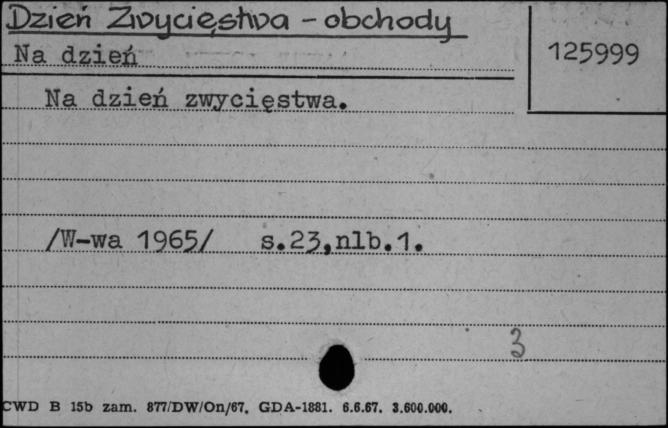 Dzień Zwycięstwa - obchody
Na dzień
125999
Na dzień zwycięstwa.
/W-wa 1965/ s.23,nlb.1.
3
CWD B 15b zam. 877/DW/On/67. GDA-1881. 6.6.67. 3.600.000.